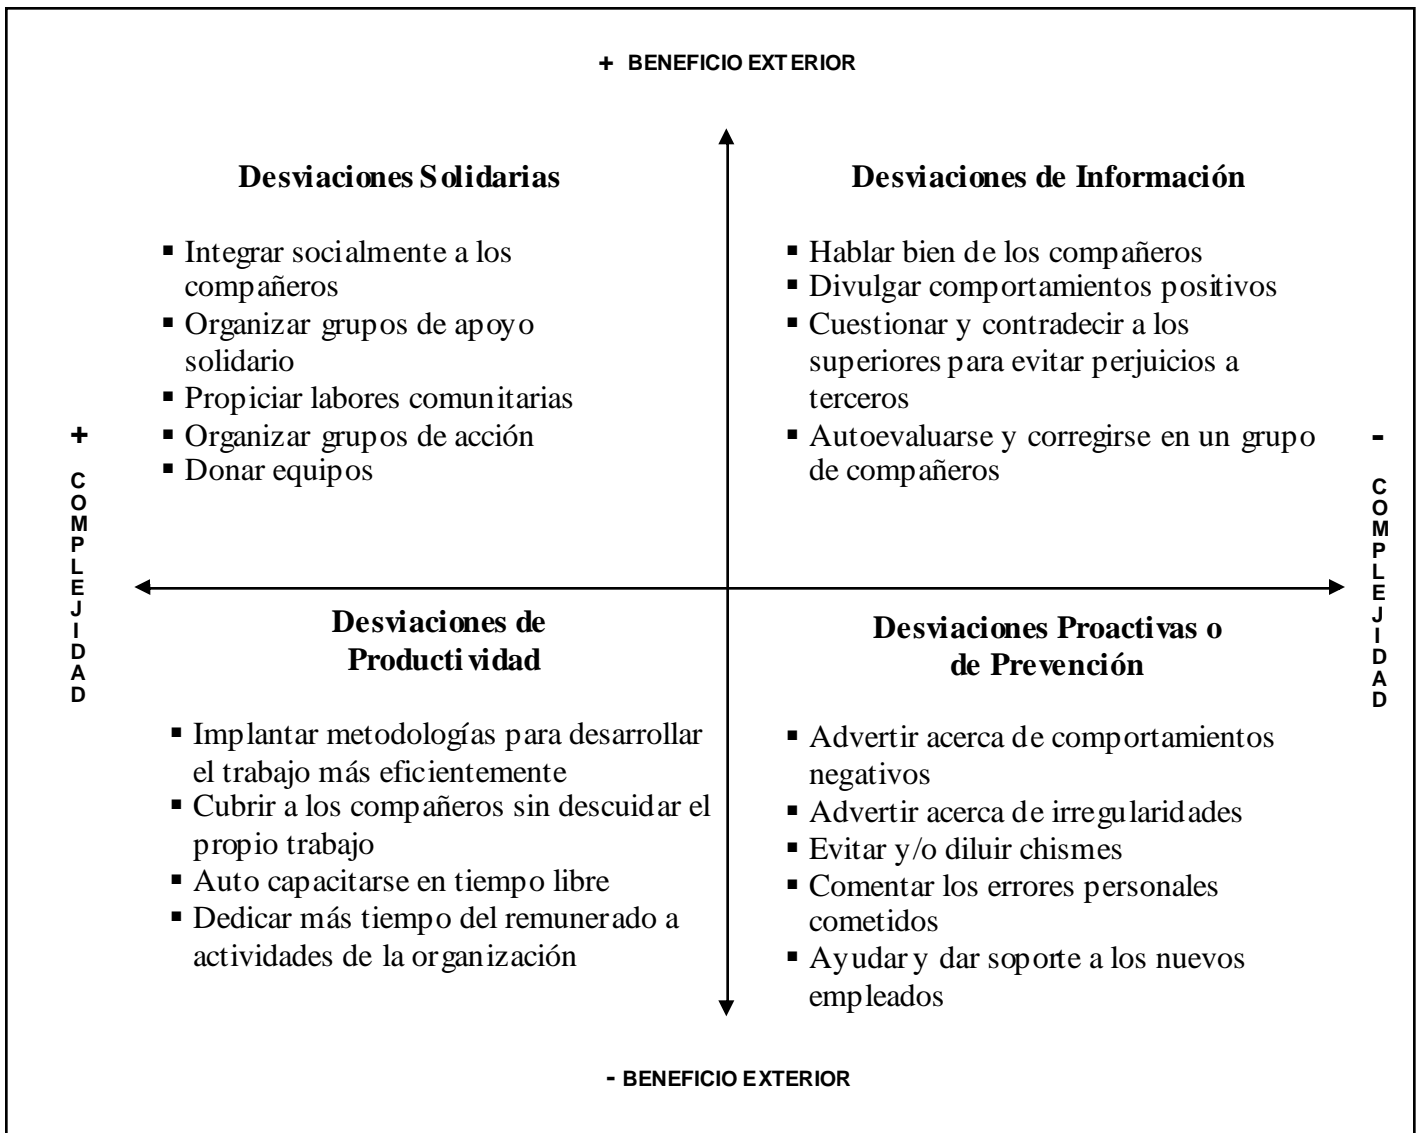 + BENEFICIO EXTERIOR
Desviaciones Solidarias
▪ Integrar socialmente a los
compañeros
▪ Organizar grupos de apoyo
solidario
▪ Propiciar labores comunitarias
▪ Organizar grupos de acción
▪ Donar equipos
Desviaciones de Información
▪ Hablar bien de los compañeros
▪ Divulgar comportamientos positivos
▪ Cuestionar y contradecir a los
superiores para evitar perjuicios a
terceros
▪ Autoevaluarse y corregirse en un grupo
de compañeros
+ COMPLEJIDAD
- COMPLEJIDAD
Desviaciones de
Productividad
▪ Implantar metodologías para desarrollar
el trabajo más eficientemente
▪ Cubrir a los compañeros sin descuidar el
propio trabajo
▪ Auto capacitarse en tiempo libre
▪ Dedicar más tiempo del remunerado a
actividades de la organización
Desviaciones Proactivas o
de Prevención
▪ Advertir acerca de comportamientos
negativos
▪ Advertir acerca de irregularidades
▪ Evitar y/o diluir chismes
▪ Comentar los errores personales
cometidos
▪ Ayudar y dar soporte a los nuevos
empleados
- BENEFICIO EXTERIOR